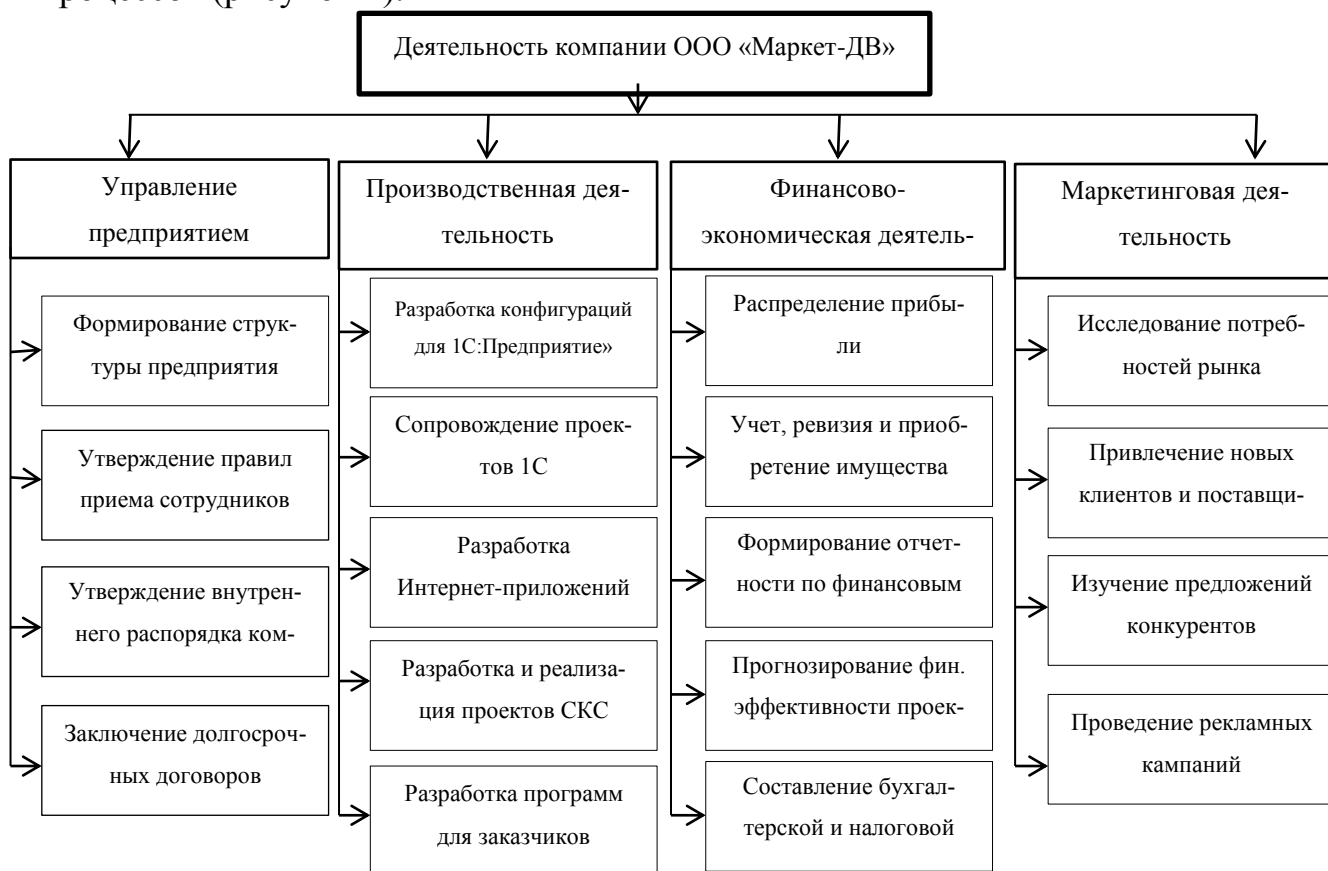 Деятельность компании ООО «Маркет-ДВ»
Управление
предприятием
Формирование струк-
туры предприятия
Утверждение правил
приема сотрудников
Утверждение внутрен-
него распорядка ком-
Заключение долгосроч-
ных договоров
Производственная дея-
тельность
Разработка конфигураций
для 1С:Предприятие»
Сопровождение проек-
тов 1С
Разработка
Интернет-приложений
Разработка и реализа-
ция проектов СКС
Разработка программ
для заказчиков
Финансово-
экономическая деятель-
Распределение прибы-
ли
Учет, ревизия и приоб-
ретение имущества
Формирование отчет-
ности по финансовым
Прогнозирование фин.
эффективности проек-
Составление бухгал-
терской и налоговой
Маркетинговая дея-
тельность
Исследование потреб-
ностей рынка
Привлечение новых
клиентов и поставщи-
Изучение предложений
конкурентов
Проведение рекламных
кампаний